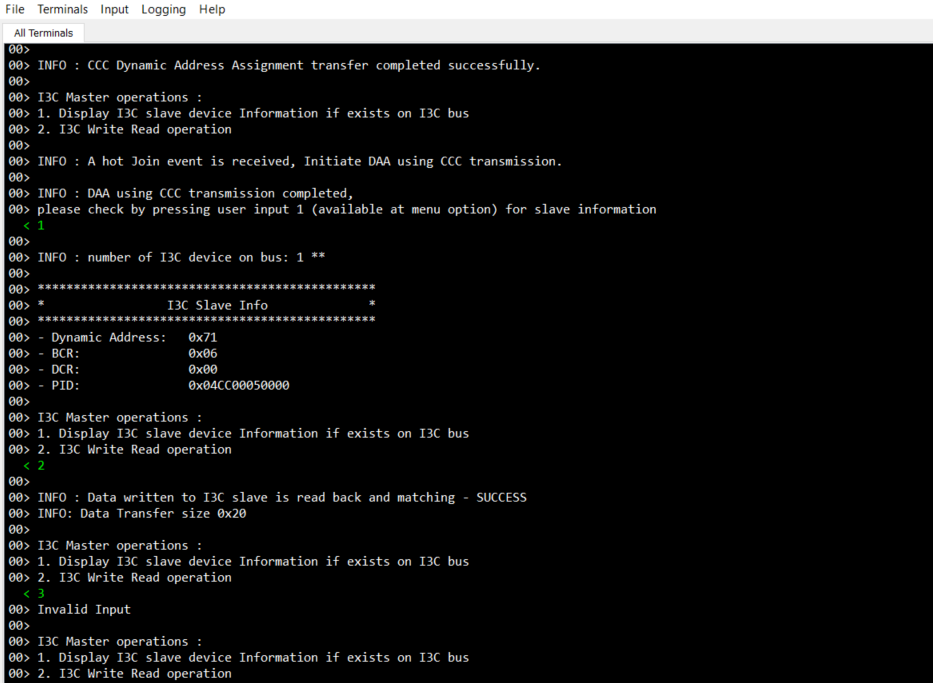 File Terminals Input Logging Help
All Terminals
00>
00> INFO : CCC Dynamic Address Assignment transfer completed successfully.
00>
00> I3C Master operations :
00> 1. Display I3C slave device Information if exists on I3C bus
00> 2. I3C Write Read operation
00>
00> INFO : A hot Join event is received, Initiate DAA using CCC transmission.
00>
00> INFO : DAA using CCC transmission completed,
00> please check by pressing user input 1 (available at menu option) for slave information
< 1
00>
00> INFO : number of I3C device on bus: 1 **
00>
00> ***********************************************
00> *                 I3C Slave Info              *
00> ***********************************************
00> - Dynamic Address:   0x71
00> - BCR:               0x06
00> - DCR:               0x00
00> - PID:               0x04CC00050000
00>
00> I3C Master operations :
00> 1. Display I3C slave device Information if exists on I3C bus
00> 2. I3C Write Read operation
< 2
00>
00> INFO : Data written to I3C slave is read back and matching - SUCCESS
00> INFO: Data Transfer size 0x20
00>
00> I3C Master operations :
00> 1. Display I3C slave device Information if exists on I3C bus
00> 2. I3C Write Read operation
< 3
00> Invalid Input
00>
00> I3C Master operations :
00> 1. Display I3C slave device Information if exists on I3C bus
00> 2. I3C Write Read operation